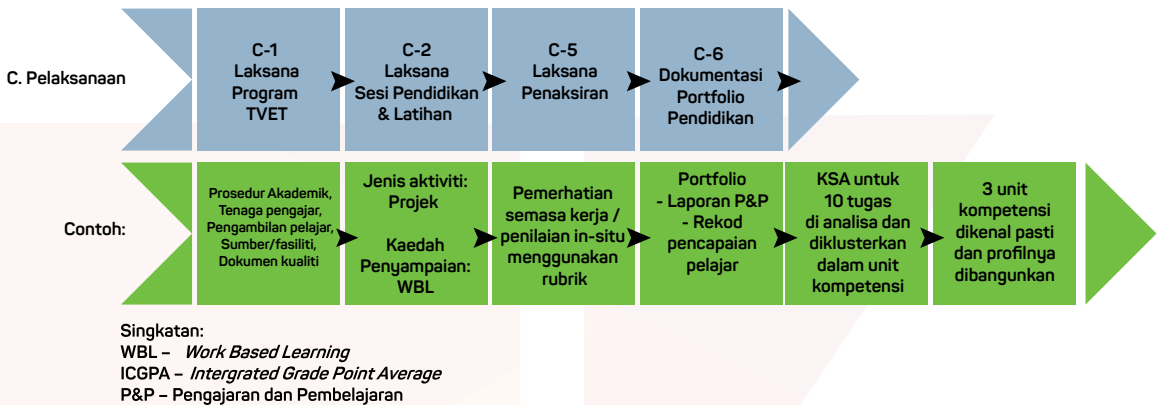 C. Pelaksanaan
C-1
Laksana
Program
TVET
C-2
Laksana
Sesi Pendidikan
& Latihan
C-5
Laksana
Penaksiran
C-6
Dokumentasi
Portfolio
Pendidikan
Contoh:
Prosedur Akademik,
Tenaga pengajar,
Pengambilan pelajar,
Sumber/fasiliti,
Dokumen kualiti
Jenis aktiviti:
Projek
Kaedah
Penyampaian:
WBL
Pemerhatian
semasa kerja /
penilaian in-situ
menggunakan
rubrik
Portfolio
- Laporan P&P
- Rekod
pencapaian
pelajar
KSA untuk
10 tugas
di analisa dan
diklusterkan
dalam unit
kompetensi
3 unit
kompetensi
dikenal pasti
dan profilnya
dibangunkan
Singkatan:
WBL – Work Based Learning
ICGPA – Intergrated Grade Point Average
P&P – Pengajaran dan Pembelajaran